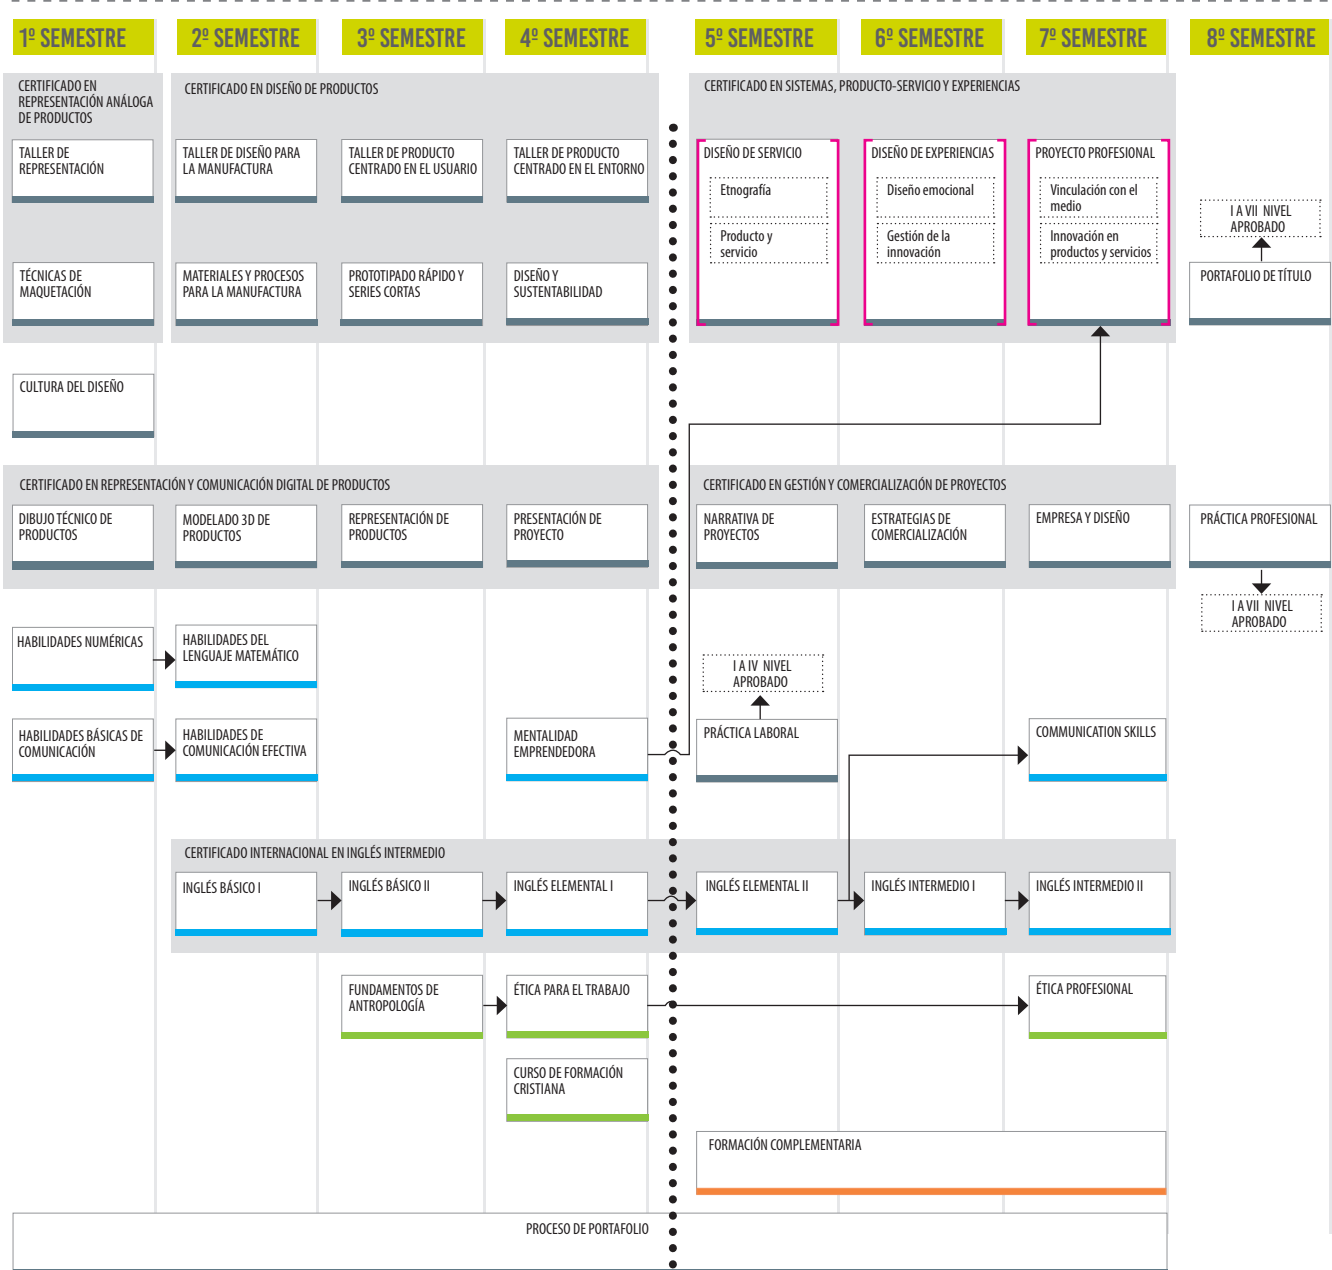 1º SEMESTRE
2º SEMESTRE
3º SEMESTRE
4º SEMESTRE
5º SEMESTRE
6º SEMESTRE
7º SEMESTRE
8º SEMESTRE
CERTIFICADO EN
REPRESENTACIÓN ANÁLOGA
DE PRODUCTOS
CERTIFICADO EN DISEÑO DE PRODUCTOS
CERTIFICADO EN SISTEMAS, PRODUCTO-SERVICIO Y EXPERIENCIAS
TALLER DE
REPRESENTACIÓN
TALLER DE DISEÑO PARA
LA MANUFACTURA
TALLER DE PRODUCTO
CENTRADO EN EL USUARIO
TALLER DE PRODUCTO
CENTRADO EN EL ENTORNO
DISEÑO DE SERVICIO
Etnografía
Producto y
servicio
DISEÑO DE EXPERIENCIAS
Diseño emocional
Gestión de la
innovación
PROYECTO PROFESIONAL
Vinculación con el
medio
Innovación en
productos y servicios
I A VII NIVEL
APROBADO
TÉCNICAS DE
MAQUETACIÓN
MATERIALES Y PROCESOS
PARA LA MANUFACTURA
PROTOTIPADO RÁPIDO Y
SERIES CORTAS
DISEÑO Y
SUSTENTABILIDAD
PORTAFOLIO DE TÍTULO
CULTURA DEL DISEÑO
CERTIFICADO EN REPRESENTACIÓN Y COMUNICACIÓN DIGITAL DE PRODUCTOS
CERTIFICADO EN GESTIÓN Y COMERCIALIZACIÓN DE PROYECTOS
DIBUJO TÉCNICO DE
PRODUCTOS
MODELADO 3D DE
PRODUCTOS
REPRESENTACIÓN DE
PRODUCTOS
PRESENTACIÓN DE
PROYECTO
NARRATIVA DE
PROYECTOS
ESTRATEGIAS DE
COMERCIALIZACIÓN
EMPRESA Y DISEÑO
PRÁCTICA PROFESIONAL
I A VII NIVEL
APROBADO
HABILIDADES NUMÉRICAS
HABILIDADES DEL
LENGUAJE MATEMÁTICO
I A IV NIVEL
APROBADO
HABILIDADES BÁSICAS DE
COMUNICACIÓN
HABILIDADES DE
COMUNICACIÓN EFECTIVA
MENTALIDAD
EMPRENDEDORA
PRÁCTICA LABORAL
COMMUNICATION SKILLS
CERTIFICADO INTERNACIONAL EN INGLÉS INTERMEDIO
INGLÉS BÁSICO I
INGLÉS BÁSICO II
INGLÉS ELEMENTAL I
INGLÉS ELEMENTAL II
INGLÉS INTERMEDIO I
INGLÉS INTERMEDIO II
FUNDAMENTOS DE
ANTROPOLOGÍA
ÉTICA PARA EL TRABAJO
ÉTICA PROFESIONAL
CURSO DE FORMACIÓN
CRISTIANA
FORMACIÓN COMPLEMENTARIA
PROCESO DE PORTAFOLIO